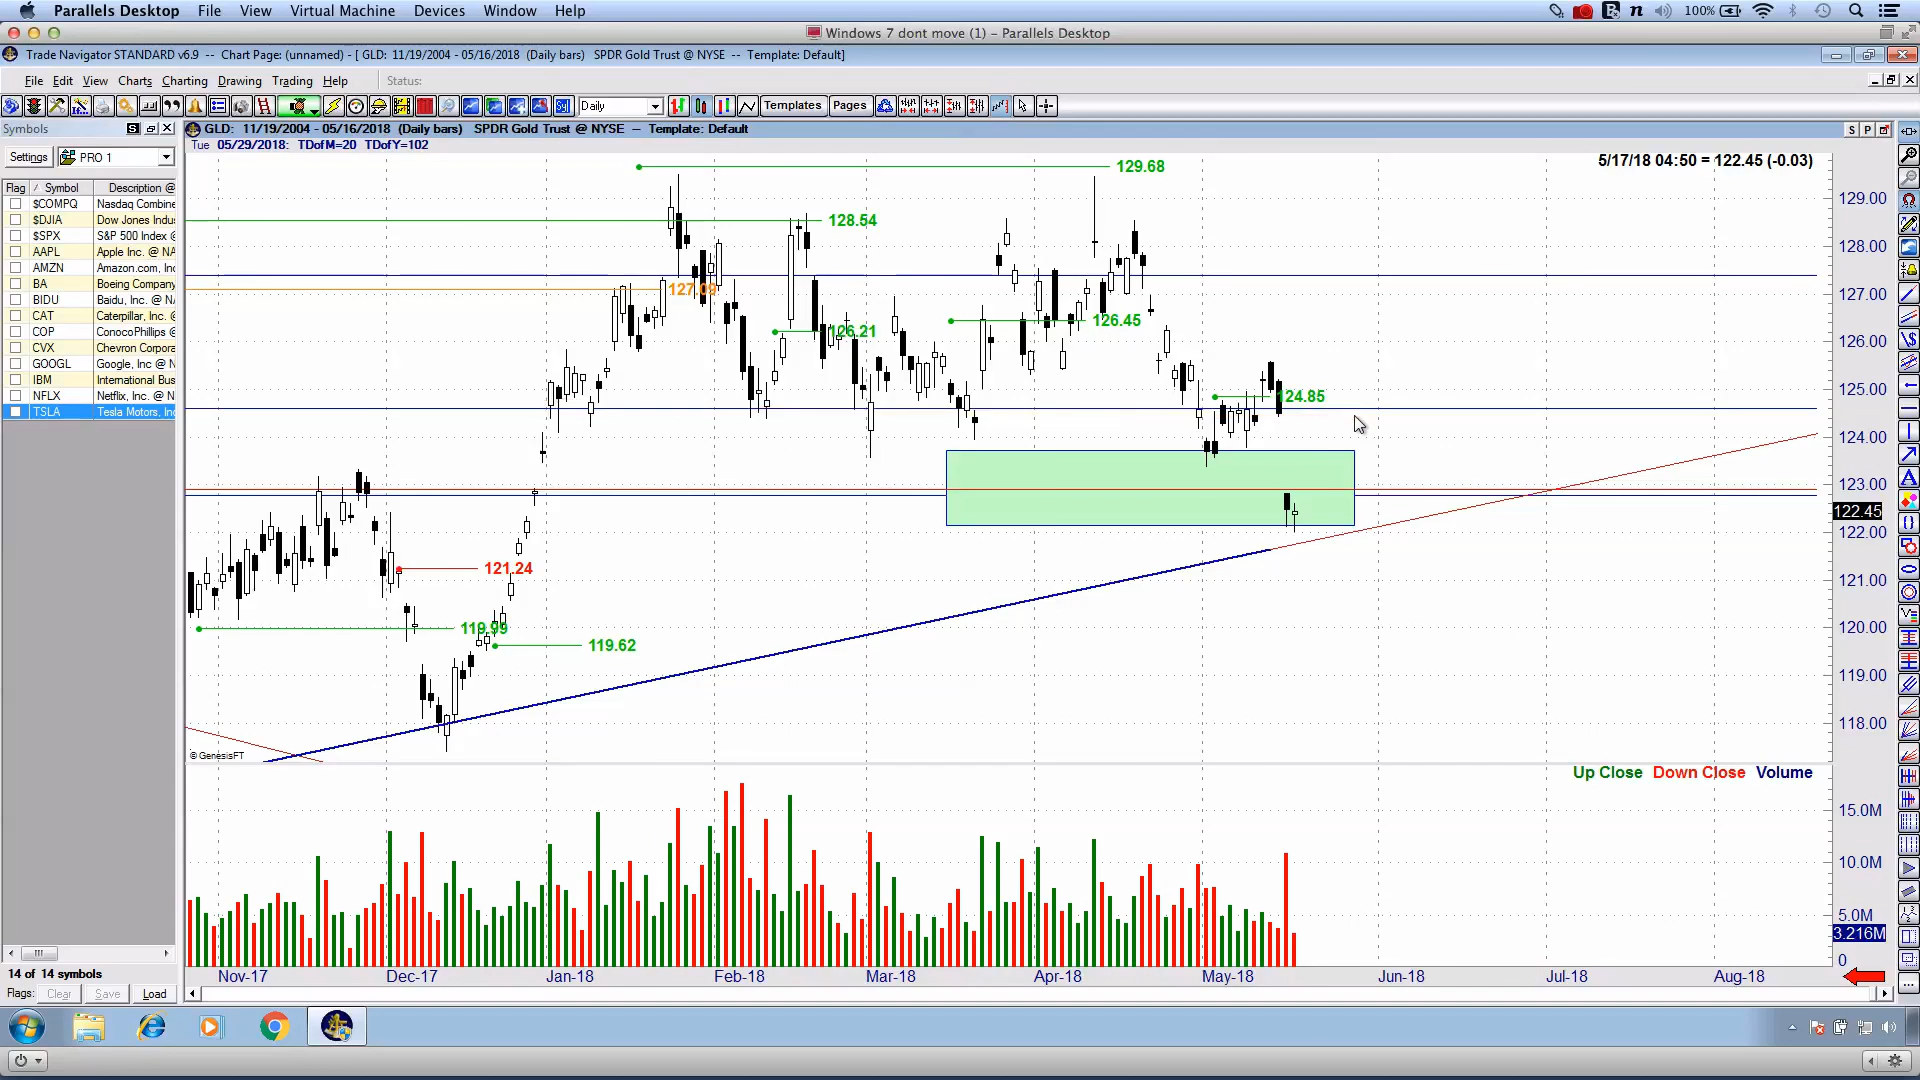 Parallels Desktop File View Virtual Machine Devices Window Help 100%
Windows 7 dont move (1) - Parallels Desktop
Trade Navigator STANDARD v6.9 -- Chart Page: (unnamed) - [ GLD: 11/19/2004 - 05/16/2018 (Daily bars) SPDR Gold Trust @ NYSE -- Template: Default]
File Edit View Charts Charting Drawing Trading Help Status:
Daily Templates Pages
Symbols S
GLD: 11/19/2004 - 05/16/2018 (Daily bars) SPDR Gold Trust @ NYSE -- Template: Default S P
Tue 05/29/2018: TDofM=20 TDofY=102
Settings PRO 1
5/17/18 04:50 = 122.45 (-0.03)
Flag Symbol Description @
$COMPQ Nasdaq Combine
$DJIA Dow Jones Indu
$SPX S&P 500 Index @
AAPL Apple Inc. @ NA
AMZN Amazon.com, Inc
BA Boeing Company
BIDU Baidu, Inc. @ NA
CAT Caterpillar, Inc. @
COP ConocoPhillips @
CVX Chevron Corpora
GOOGL Google, Inc @ N
IBM International Bus
NFLX Netflix, Inc. @ N
TSLA Tesla Motors, Inc
129.68
128.54
127.09
126.21
126.45
124.85
121.24
119.99
119.62
129.00
128.00
127.00
126.00
125.00
124.00
123.00
122.45
122.00
121.00
120.00
119.00
118.00
© GenesisFT
Up Close Down Close Volume
15.0M
10.0M
5.0M
3.216M
0
Nov-17 Dec-17 Jan-18 Feb-18 Mar-18 Apr-18 May-18 Jun-18 Jul-18 Aug-18
14 of 14 symbols
Flags: Clear Save Load